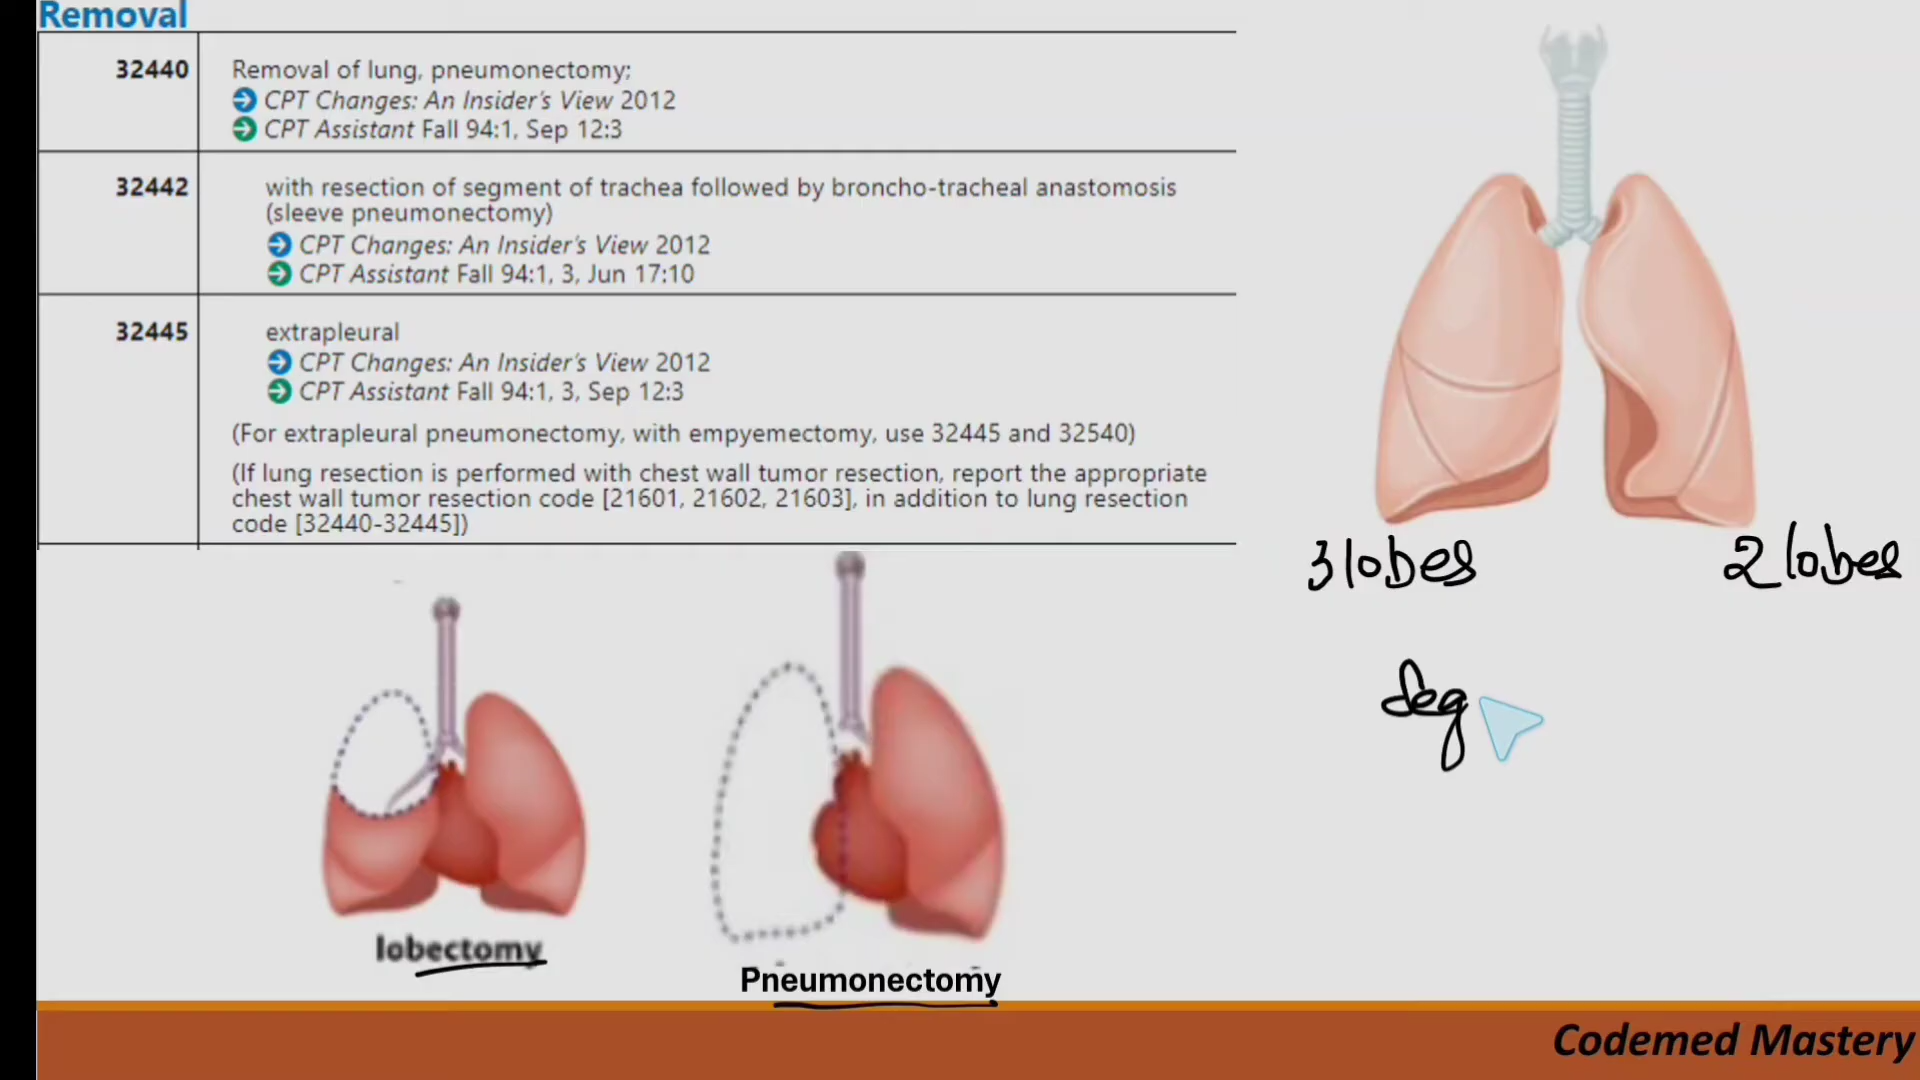 Removal
32440 Removal of lung, pneumonectomy;
CPT Changes: An Insider's View 2012
CPT Assistant Fall 94:1, Sep 12:3
32442 with resection of segment of trachea followed by broncho-tracheal anastomosis
(sleeve pneumonectomy)
CPT Changes: An Insider's View 2012
CPT Assistant Fall 94:1, 3, Jun 17:10
32445 extrapleural
CPT Changes: An Insider's View 2012
CPT Assistant Fall 94:1, 3, Sep 12:3
(For extrapleural pneumonectomy, with empyemectomy, use 32445 and 32540)
(If lung resection is performed with chest wall tumor resection, report the appropriate
chest wall tumor resection code [21601, 21602, 21603], in addition to lung resection
code [32440-32445])
3 lobes
2 lobes
Seg
lobectomy
Pneumonectomy
Codemed Mastery